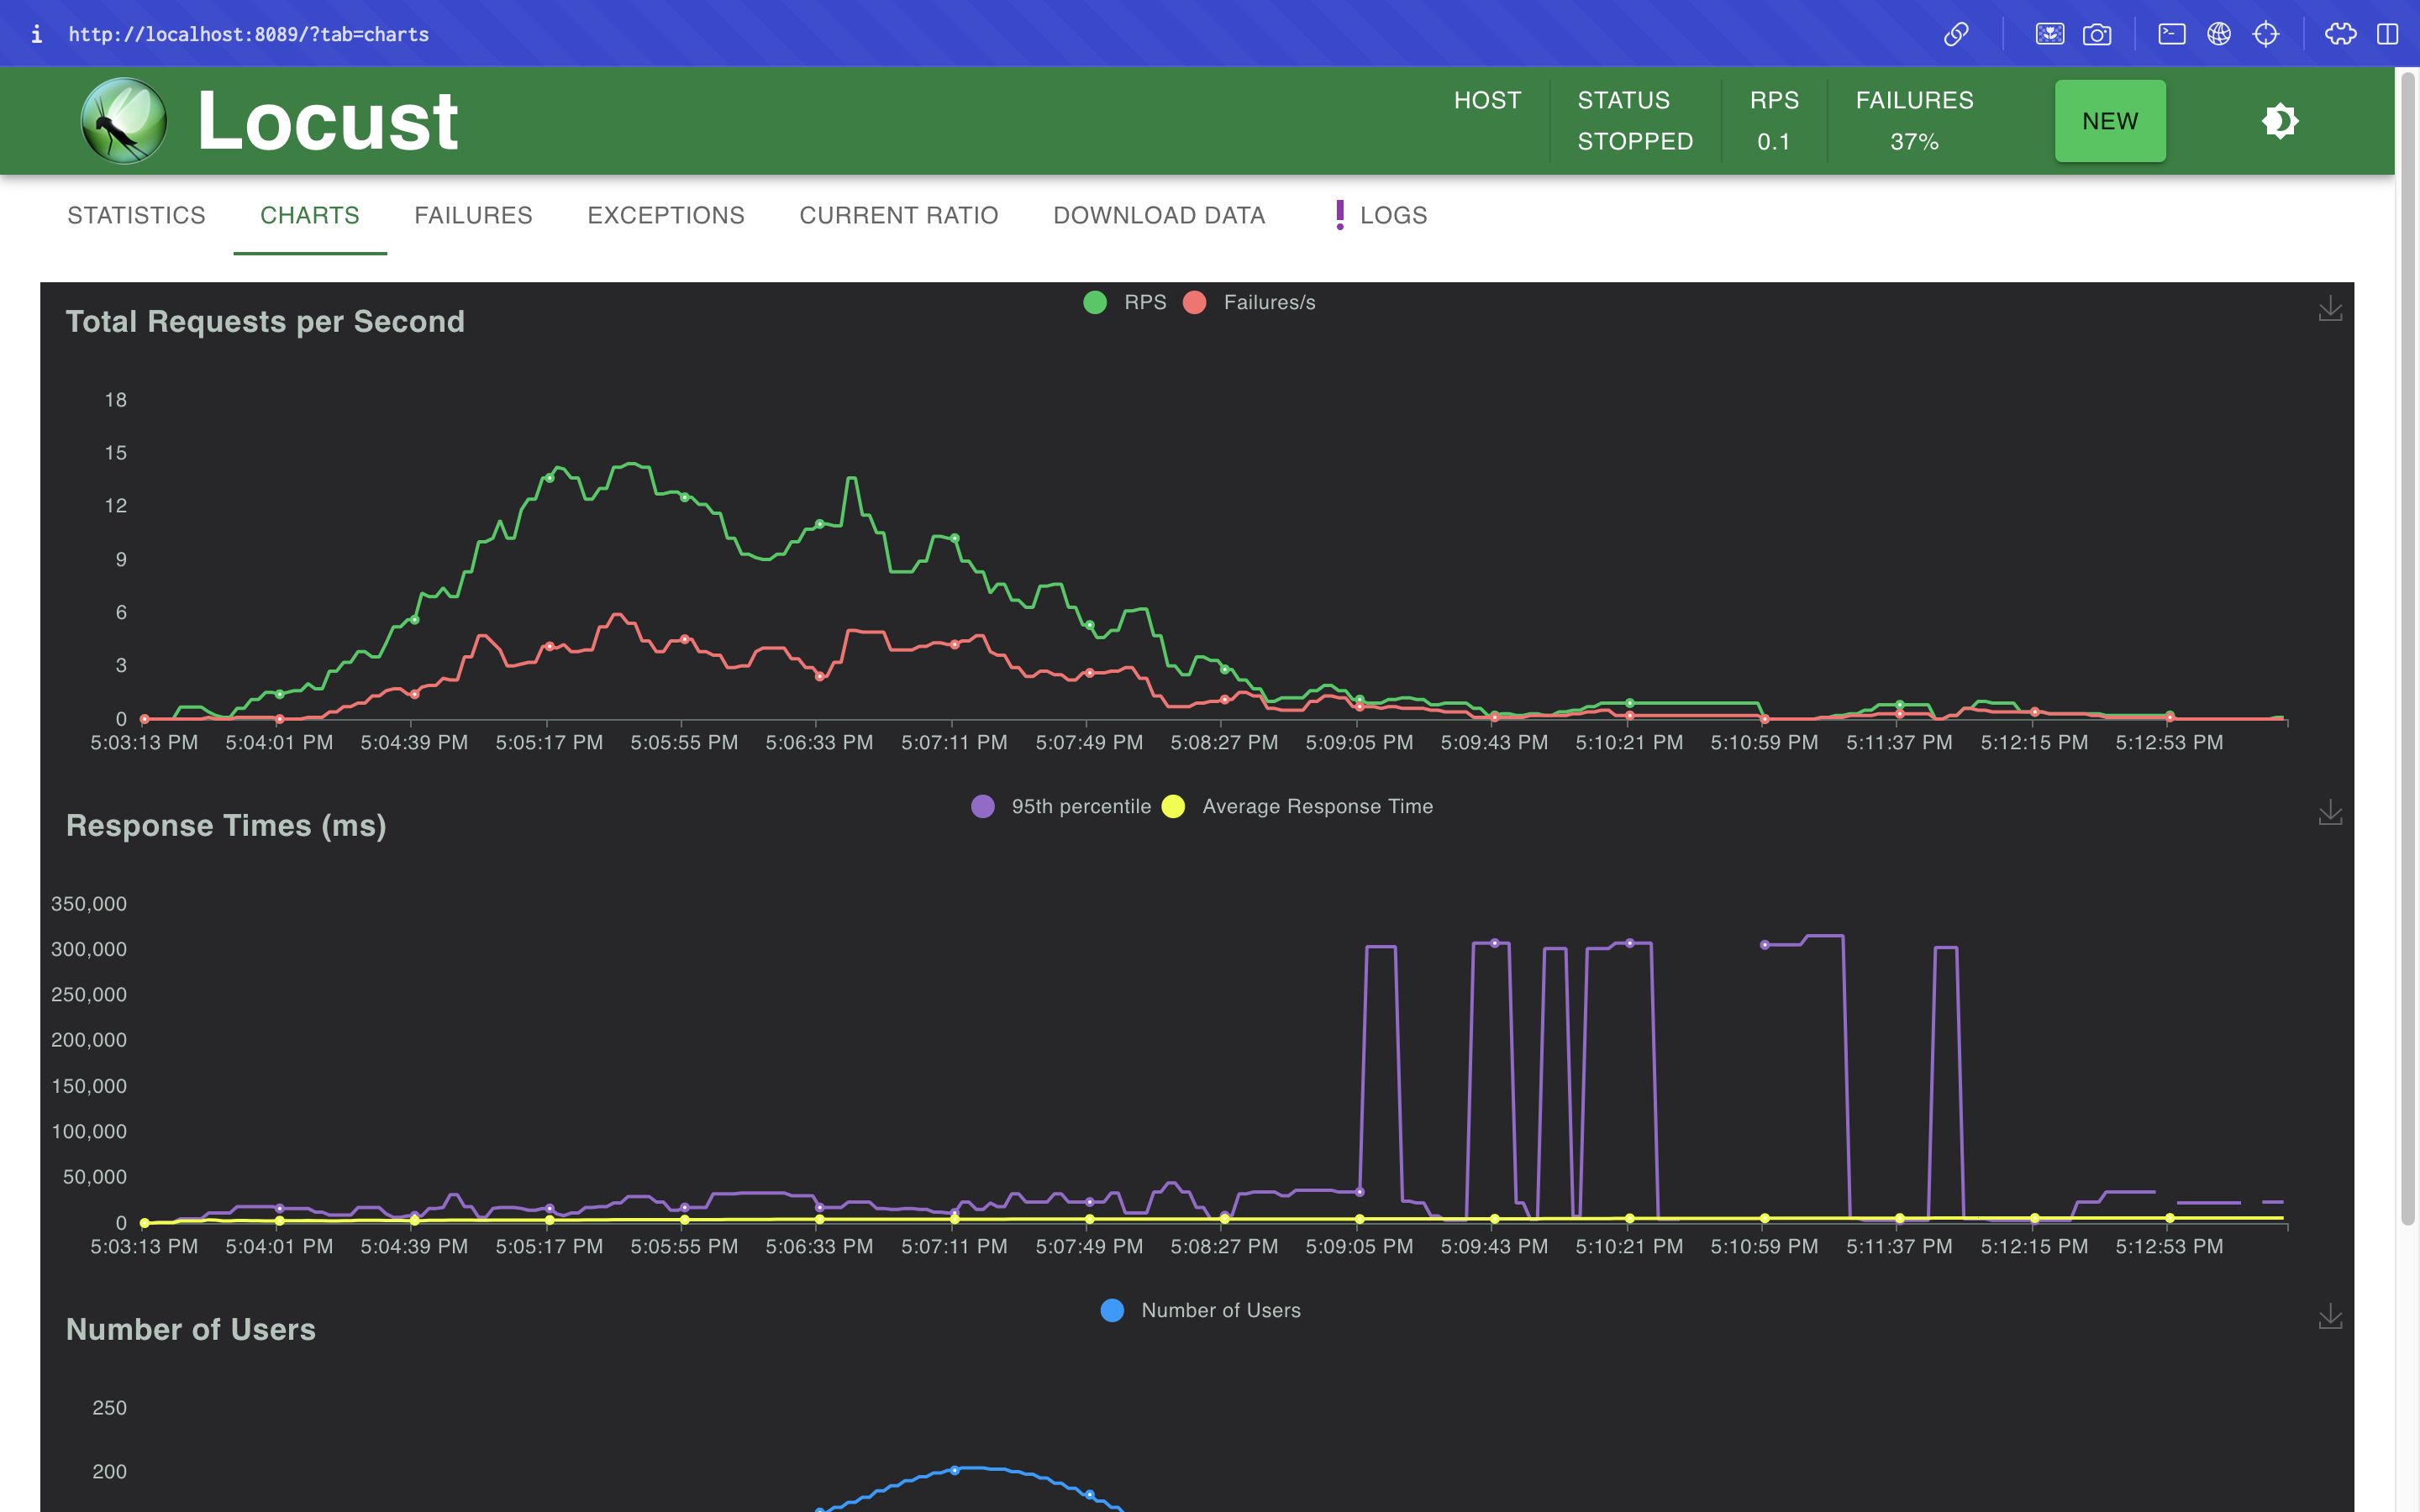 http://localhost:8089/?tab=charts
Locust
HOST
STATUS
STOPPED
RPS
0.1
FAILURES
37%
NEW
STATISTICS CHARTS FAILURES EXCEPTIONS CURRENT RATIO DOWNLOAD DATA LOGS
RPS Failures/s
Total Requests per Second
18
15
12
9
6
3
0
5:03:13 PM 5:04:01 PM 5:04:39 PM 5:05:17 PM 5:05:55 PM 5:06:33 PM 5:07:11 PM 5:07:49 PM 5:08:27 PM 5:09:05 PM 5:09:43 PM 5:10:21 PM 5:10:59 PM 5:11:37 PM 5:12:15 PM 5:12:53 PM
95th percentile Average Response Time
Response Times (ms)
350,000
300,000
250,000
200,000
150,000
100,000
50,000
0
5:03:13 PM 5:04:01 PM 5:04:39 PM 5:05:17 PM 5:05:55 PM 5:06:33 PM 5:07:11 PM 5:07:49 PM 5:08:27 PM 5:09:05 PM 5:09:43 PM 5:10:21 PM 5:10:59 PM 5:11:37 PM 5:12:15 PM 5:12:53 PM
Number of Users
Number of Users
250
200